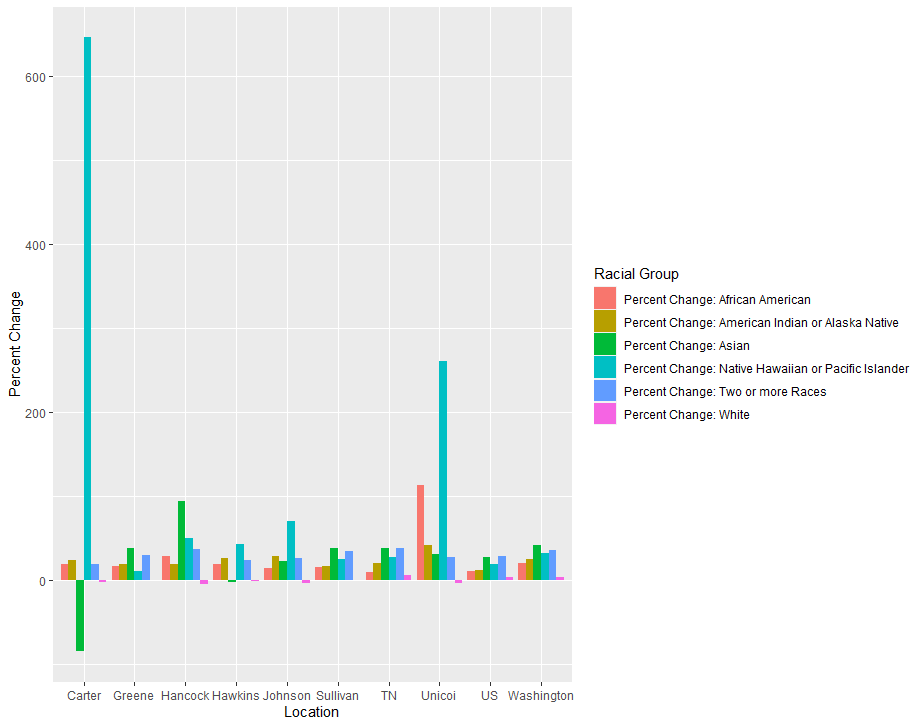 600
400
200
0
Percent Change
Carter Greene Hancock Hawkins Johnson Sullivan TN Unicoi US Washington
Location
Racial Group
Percent Change: African American
Percent Change: American Indian or Alaska Native
Percent Change: Asian
Percent Change: Native Hawaiian or Pacific Islander
Percent Change: Two or more Races
Percent Change: White